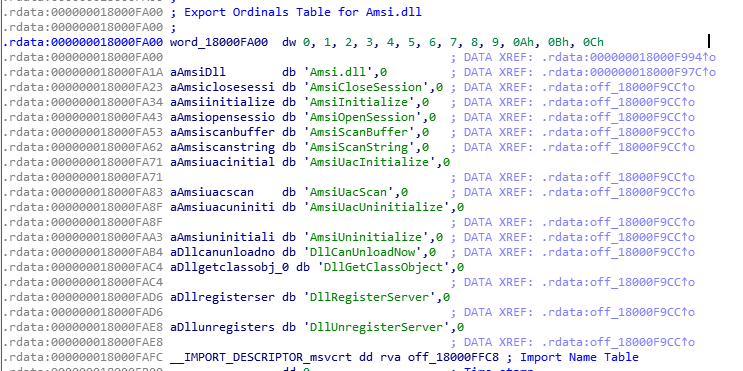 .rdata:000000018000FA00 ; Export Ordinals Table for Amsi.dll
.rdata:000000018000FA00 ;
.rdata:000000018000FA00 word_18000FA00 dw 0, 1, 2, 3, 4, 5, 6, 7, 8, 9, 0Ah, 0Bh, 0Ch
.rdata:000000018000FA00 ; DATA XREF: .rdata:000000018000F994↑o
.rdata:000000018000FA1A aAmsiDll db 'Amsi.dll',0 ; DATA XREF: .rdata:000000018000F97C↑o
.rdata:000000018000FA23 aAmsiclosesessi db 'AmsiCloseSession',0 ; DATA XREF: .rdata:off_18000F9CC↑o
.rdata:000000018000FA34 aAmsiinitialize db 'AmsiInitialize',0 ; DATA XREF: .rdata:off_18000F9CC↑o
.rdata:000000018000FA43 aAmsiopensessio db 'AmsiOpenSession',0 ; DATA XREF: .rdata:off_18000F9CC↑o
.rdata:000000018000FA53 aAmsiscanbuffer db 'AmsiScanBuffer',0 ; DATA XREF: .rdata:off_18000F9CC↑o
.rdata:000000018000FA62 aAmsiscanstring db 'AmsiScanString',0 ; DATA XREF: .rdata:off_18000F9CC↑o
.rdata:000000018000FA71 aAmsiuacinitial db 'AmsiUacInitialize',0
.rdata:000000018000FA71 ; DATA XREF: .rdata:off_18000F9CC↑o
.rdata:000000018000FA83 aAmsiuacscan db 'AmsiUacScan',0 ; DATA XREF: .rdata:off_18000F9CC↑o
.rdata:000000018000FA8F aAmsiuacuniniti db 'AmsiUacUninitialize',0
.rdata:000000018000FA8F ; DATA XREF: .rdata:off_18000F9CC↑o
.rdata:000000018000FAA3 aAmsiuninitiali db 'AmsiUninitialize',0 ; DATA XREF: .rdata:off_18000F9CC↑o
.rdata:000000018000FAB4 aDllcanunloadno db 'DllCanUnloadNow',0 ; DATA XREF: .rdata:off_18000F9CC↑o
.rdata:000000018000FAC4 aDllgetclassobj_0 db 'DllGetClassObject',0
.rdata:000000018000FAC4 ; DATA XREF: .rdata:off_18000F9CC↑o
.rdata:000000018000FAD6 aDllregisterser db 'DllRegisterServer',0
.rdata:000000018000FAD6 ; DATA XREF: .rdata:off_18000F9CC↑o
.rdata:000000018000FAE8 aDllunregisters db 'DllUnregisterServer',0
.rdata:000000018000FAE8 ; DATA XREF: .rdata:off_18000F9CC↑o
.rdata:000000018000FAFC __IMPORT_DESCRIPTOR_msvcrt dd rva off_18000FFC8 ; Import Name Table